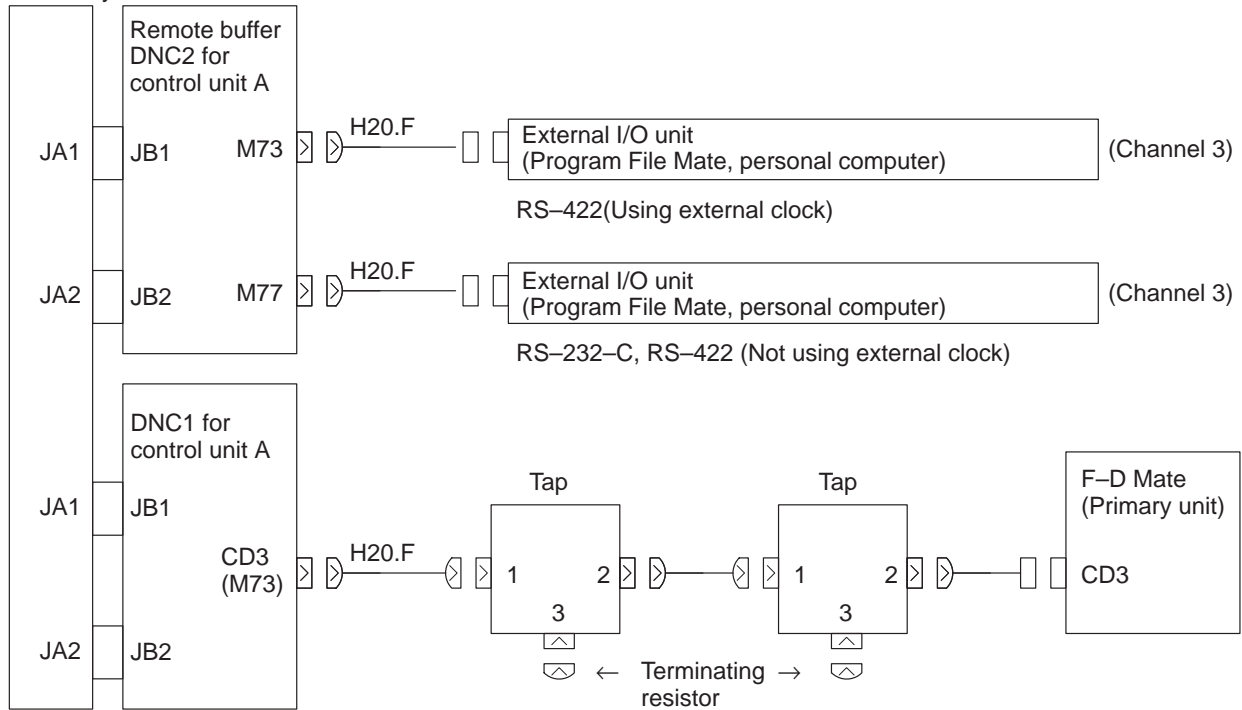 Remote buffer
DNC2 for
control unit A
JA1
JB1
M73
H20.F
External I/O unit
(Program File Mate, personal computer)
(Channel 3)
RS–422(Using external clock)
JA2
JB2
M77
H20.F
External I/O unit
(Program File Mate, personal computer)
(Channel 3)
RS–232–C, RS–422 (Not using external clock)
DNC1 for
control unit A
JA1
JB1
CD3
(M73)
H20.F
Tap
1
2
3
Tap
1
2
3
F–D Mate
(Primary unit)
CD3
JA2
JB2
← Terminating →
resistor